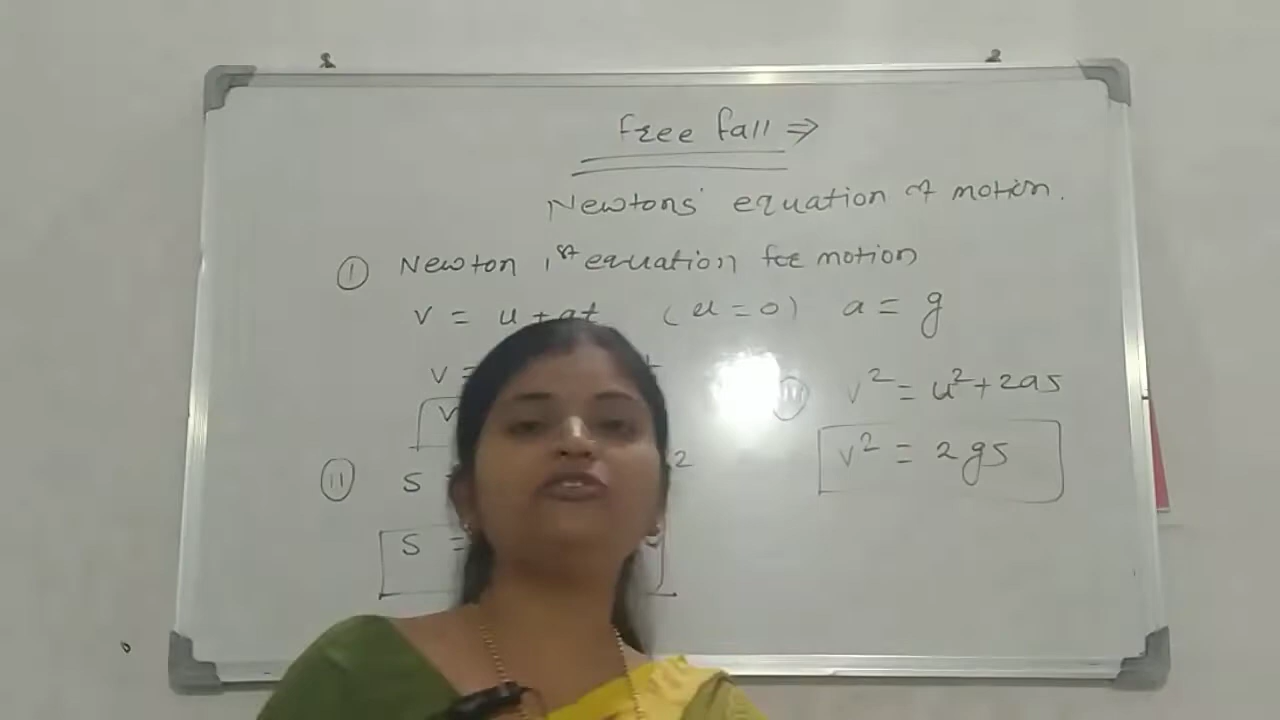 Free fall ⇒
Newtons' equation of motion.
① Newton 1st equation for motion
v = u + at (u = 0) a = g
v =
v
ⓘⓘ s 2
s =
v² = u² + 2as
v² = 2gs